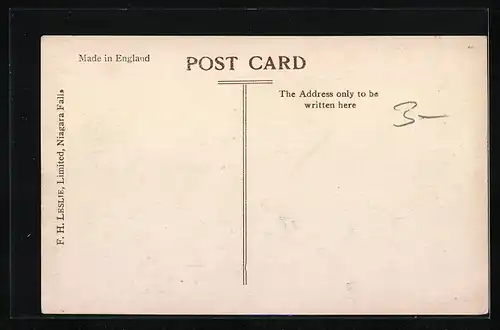 Made in England
POST CARD
The Address only to be
written here
3-
F. H. LESLIE, Limited, Niagara Falls